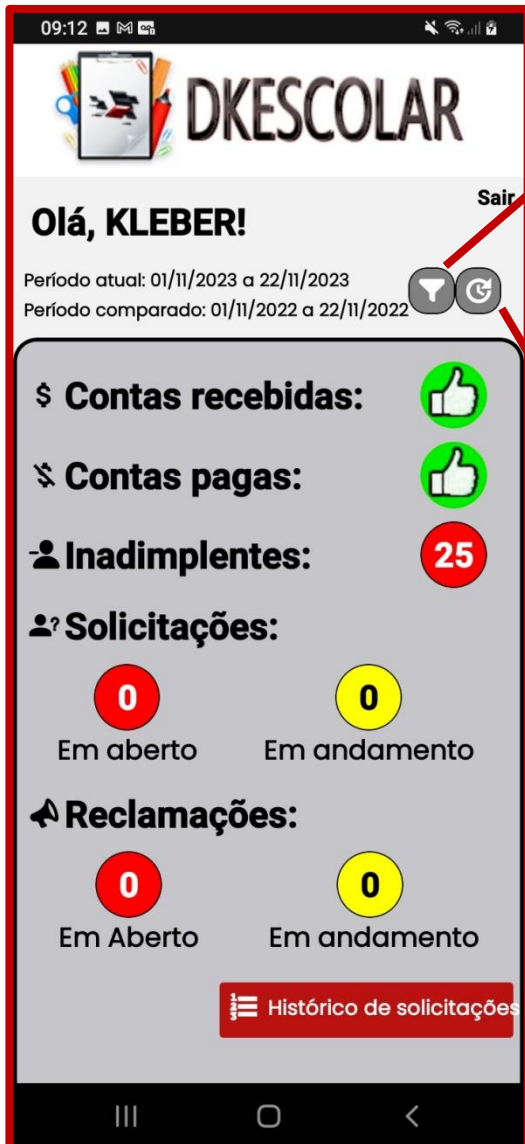 09:12
DKESCOLAR
Sair
Olá, KLEBER!
Período atual: 01/11/2023 a 22/11/2023
Período comparado: 01/11/2022 a 22/11/2022
$ Contas recebidas:
Contas pagas:
Inadimplentes: 25
Solicitações:
0 0
Em aberto Em andamento
Reclamações:
0 0
Em Aberto Em andamento
Histórico de solicitações